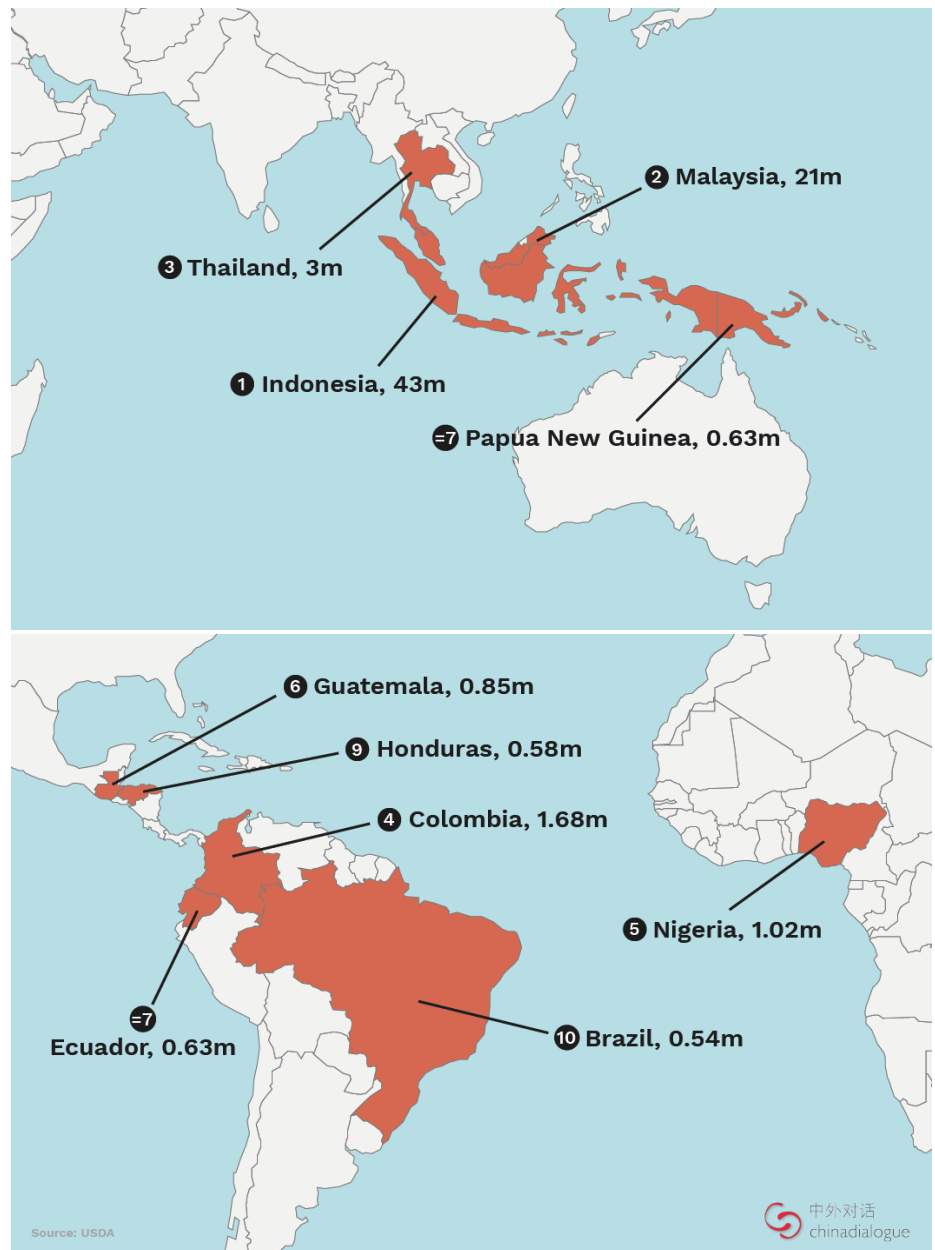 2 Malaysia, 21m
3 Thailand, 3m
1 Indonesia, 43m
=7 Papua New Guinea, 0.63m
6 Guatemala, 0.85m
9 Honduras, 0.58m
4 Colombia, 1.68m
5 Nigeria, 1.02m
=7
Ecuador, 0.63m
10 Brazil, 0.54m
Source: USDA
中外对话
chinadialogue